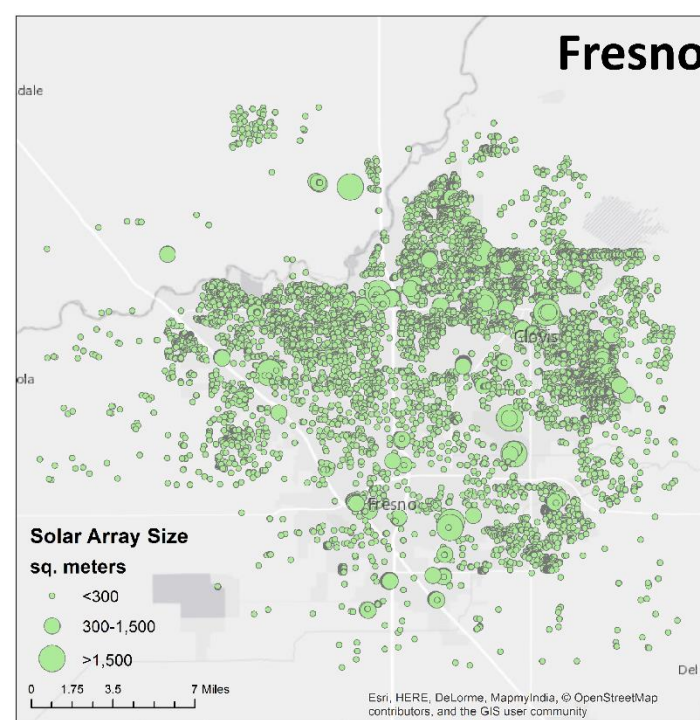 Fresno
dale
Clovis
ola
Fresno
Solar Array Size
sq. meters
<300
300-1,500
>1,500
0 1.75 3.5 7 Miles
Del
Esri, HERE, DeLorme, MapmyIndia, © OpenStreetMap
contributors, and the GIS user community